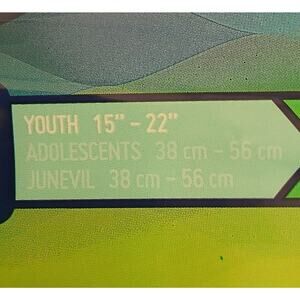 YOUTH 15" - 22"
ADOLESCENTS 38 cm - 56 cm
JUNEVIL 38 cm - 56 cm